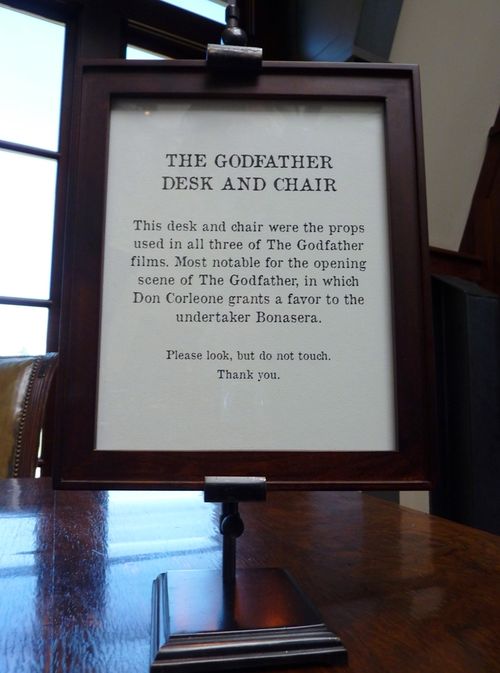 THE GODFATHER
DESK AND CHAIR
This desk and chair were the props
used in all three of The Godfather
films. Most notable for the opening
scene of The Godfather, in which
Don Corleone grants a favor to the
undertaker Bonasera.
Please look, but do not touch.
Thank you.